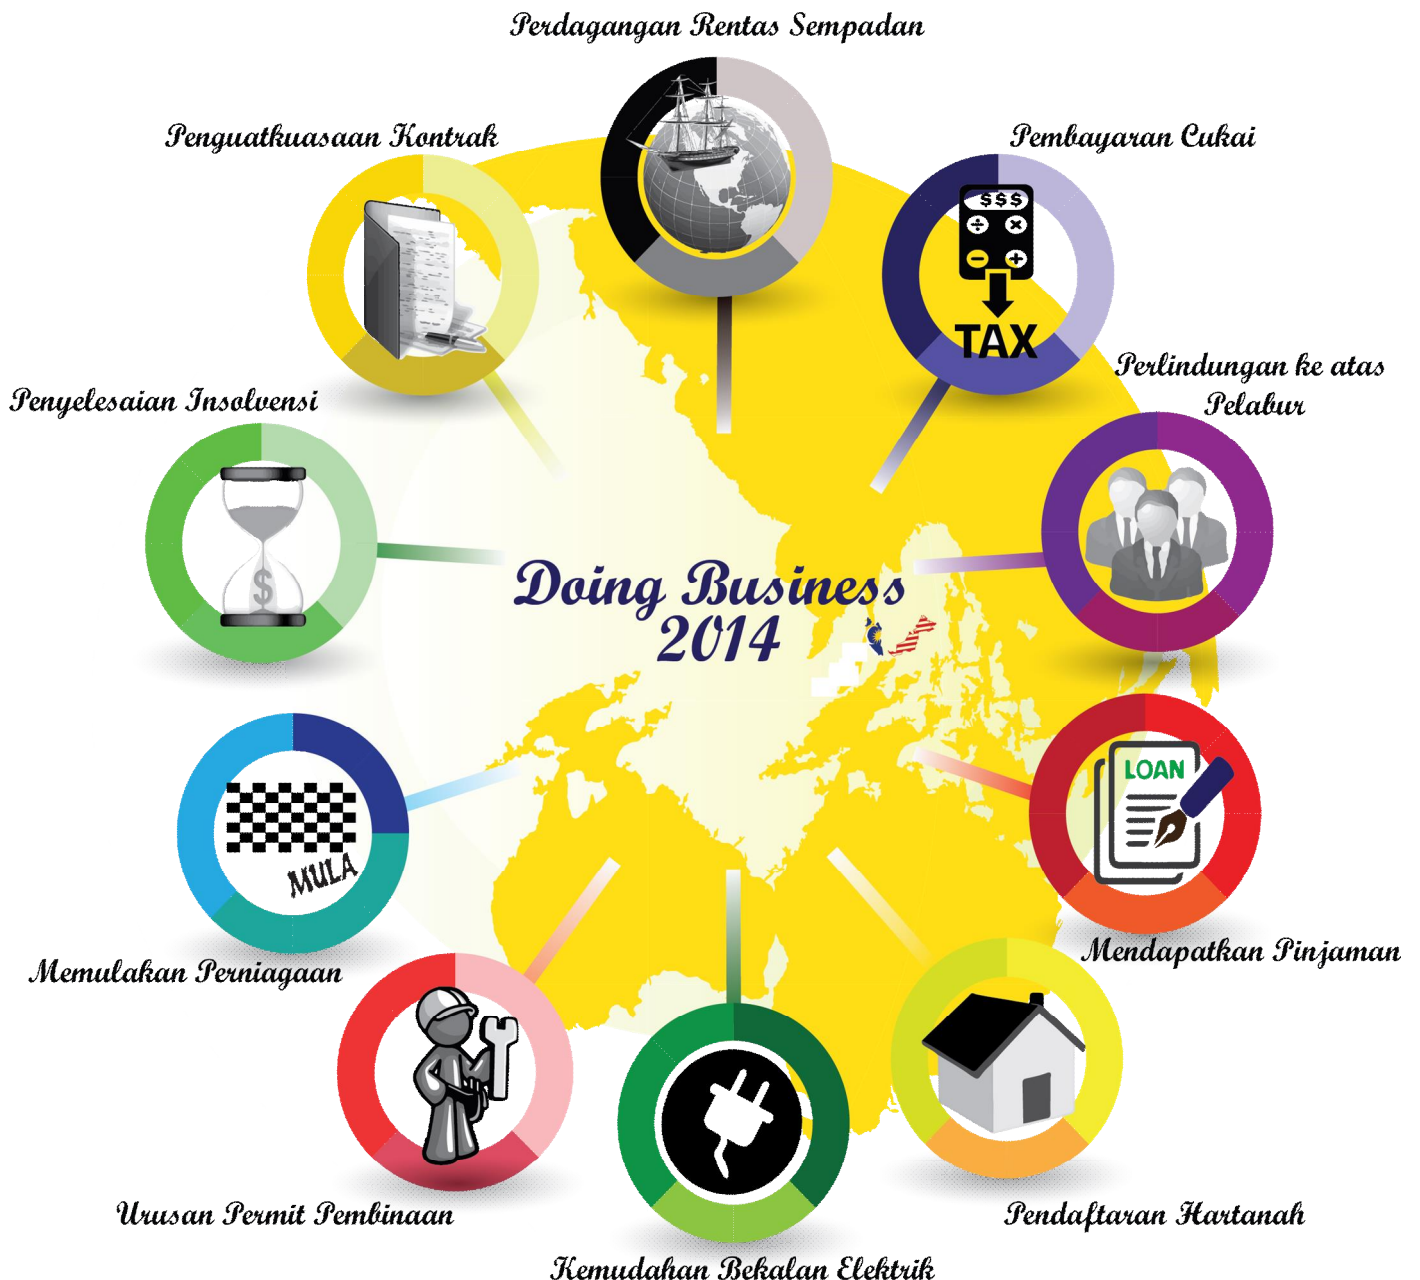 Perdagangan Rentas Sempadan
Penguatkuasaan Kontrak
Pembayaran Cukai
$$$
TAX
Perlindungan ke atas
Pelabur
Penyelesaian Insolvensi
$
Doing Business
2014
LOAN
MULA
Mendapatkan Pinjaman
Memulakan Perniagaan
Urusan Permit Pembinaan
Pendaftaran Hartanah
Kemudahan Bekalan Elektrik